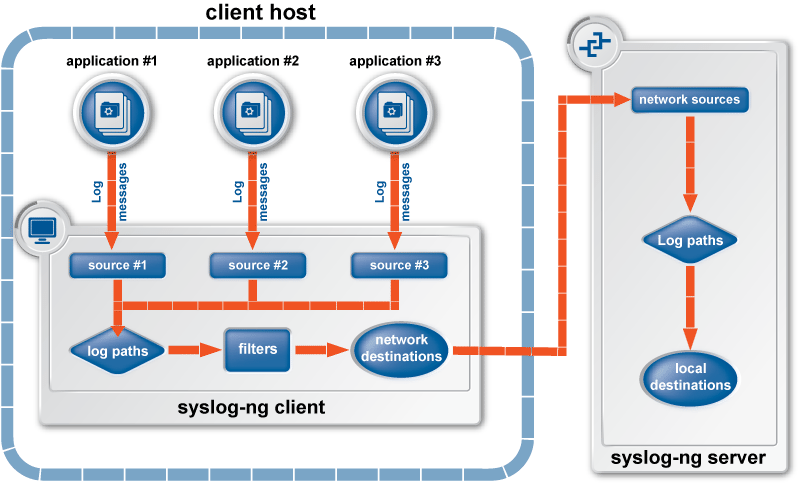 client host
application #1
application #2
application #3
Log
messages
Log
messages
Log
messages
source #1
source #2
source #3
log paths
filters
network
destinations
syslog-ng client
network sources
Log paths
local
destinations
syslog-ng server